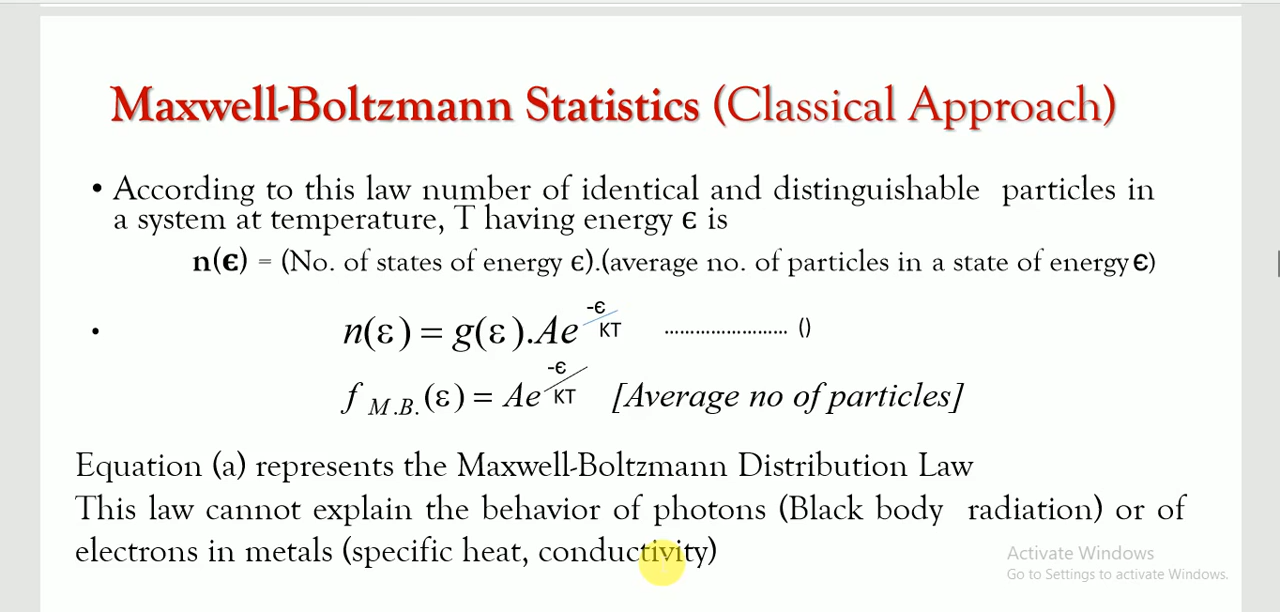 Maxwell-Boltzmann Statistics (Classical Approach)
• According to this law number of identical and distinguishable particles in
a system at temperature, T having energy ϵ is
n(ϵ) = (No. of states of energy ϵ).(average no. of particles in a state of energy ϵ)
• n(ε) = g(ε).Ae^-ϵ/KT ........................ ()
f M.B.(ε) = Ae^-ϵ/KT [Average no of particles]
Equation (a) represents the Maxwell-Boltzmann Distribution Law
This law cannot explain the behavior of photons (Black body radiation) or of
electrons in metals (specific heat, conductivity)
Activate Windows
Go to Settings to activate Windows.